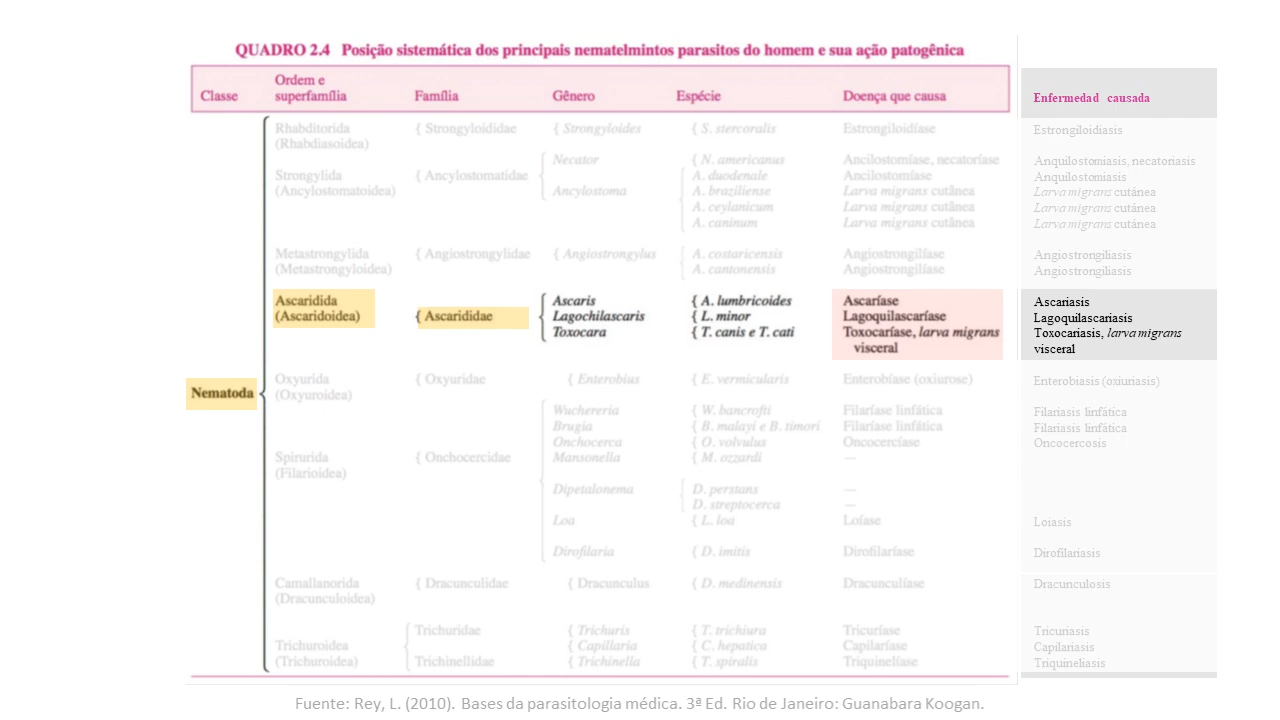 QUADRO 2.4 Posição sistemática dos principais nematelmintos parasitos do homem e sua ação patogênica
Classe Ordem e superfamília Família Gênero Espécie Doença que causa Enfermedad causada
Rhabditorida { Strongyloididae { Strongyloides { S. stercoralis Estrongiloidíase Estrongiloidiasis
(Rhabdiasoidea)
Necator { N. americanus Ancilostomíase, necatoríase Anquilostomiasis, necatoriasis
Strongylida { Ancylostomatidae { A. duodenale Ancilostomíase Anquilostomiasis
(Ancylostomatoidea) Ancylostoma A. braziliense Larva migrans cutânea Larva migrans cutánea
A. ceylanicum Larva migrans cutânea Larva migrans cutánea
A. caninum Larva migrans cutânea Larva migrans cutánea
Metastrongylida { Angiostrongylidae { Angiostrongylus { A. costaricensis Angiostrongilíase Angiostrongiliasis
(Metastrongyloidea) A. cantonensis Angiostrongilíase Angiostrongiliasis
Ascaridida Ascaris { A. lumbricoides Ascaríase Ascariasis
(Ascaridoidea) { Ascarididae Lagochilascaris { L. minor Lagoquilascaríase Lagoquilascariasis
Toxocara { T. canis e T. cati Toxocaríase, larva migrans Toxocariasis, larva migrans
visceral visceral
Oxyurida { Oxyuridae { Enterobius { E. vermicularis Enterobíase (oxiurose) Enterobiasis (oxiuriasis)
Nematoda (Oxyuroidea)
Wuchereria { W. bancrofti Filaríase linfática Filariasis linfática
Brugia { B. malayi e B. timori Filaríase linfática Filariasis linfática
Onchocerca { O. volvulus Oncocercíase Oncocercosis
Spirurida { Onchocercidae Mansonella { M. ozzardi —
(Filarioidea)
Dipetalonema D. perstans —
D. streptocerca —
Loa { L. loa Loíase Loiasis
Dirofilaria { D. imitis Dirofilaríase Dirofilariasis
Camallanorida { Dracunculidae { Dracunculus { D. medinensis Dracunculíase Dracunculosis
(Dracunculoidea)
Trichuridae { Trichuris { T. trichiura Tricuríase Tricuriasis
Trichuroidea { Capillaria { C. hepatica Capilaríase Capilariasis
(Trichuroidea) Trichinellidae { Trichinella { T. spiralis Triquinelíase Triquineliasis
Fuente: Rey, L. (2010). Bases da parasitologia médica. 3ª Ed. Rio de Janeiro: Guanabara Koogan.